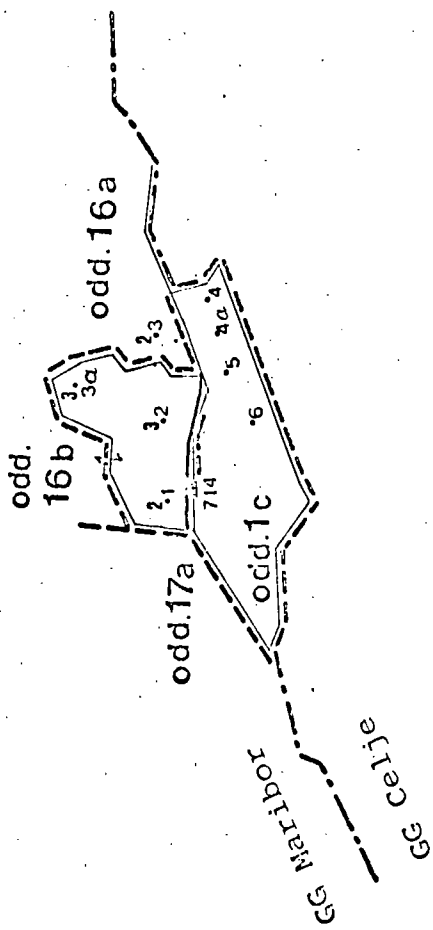 odd. 16a
odd.
16b
odd. 17a
odd. 1c
3.
3a
2.3
3.2
2.1
714
4
4a
5
6
GG Maribor
GG Celje